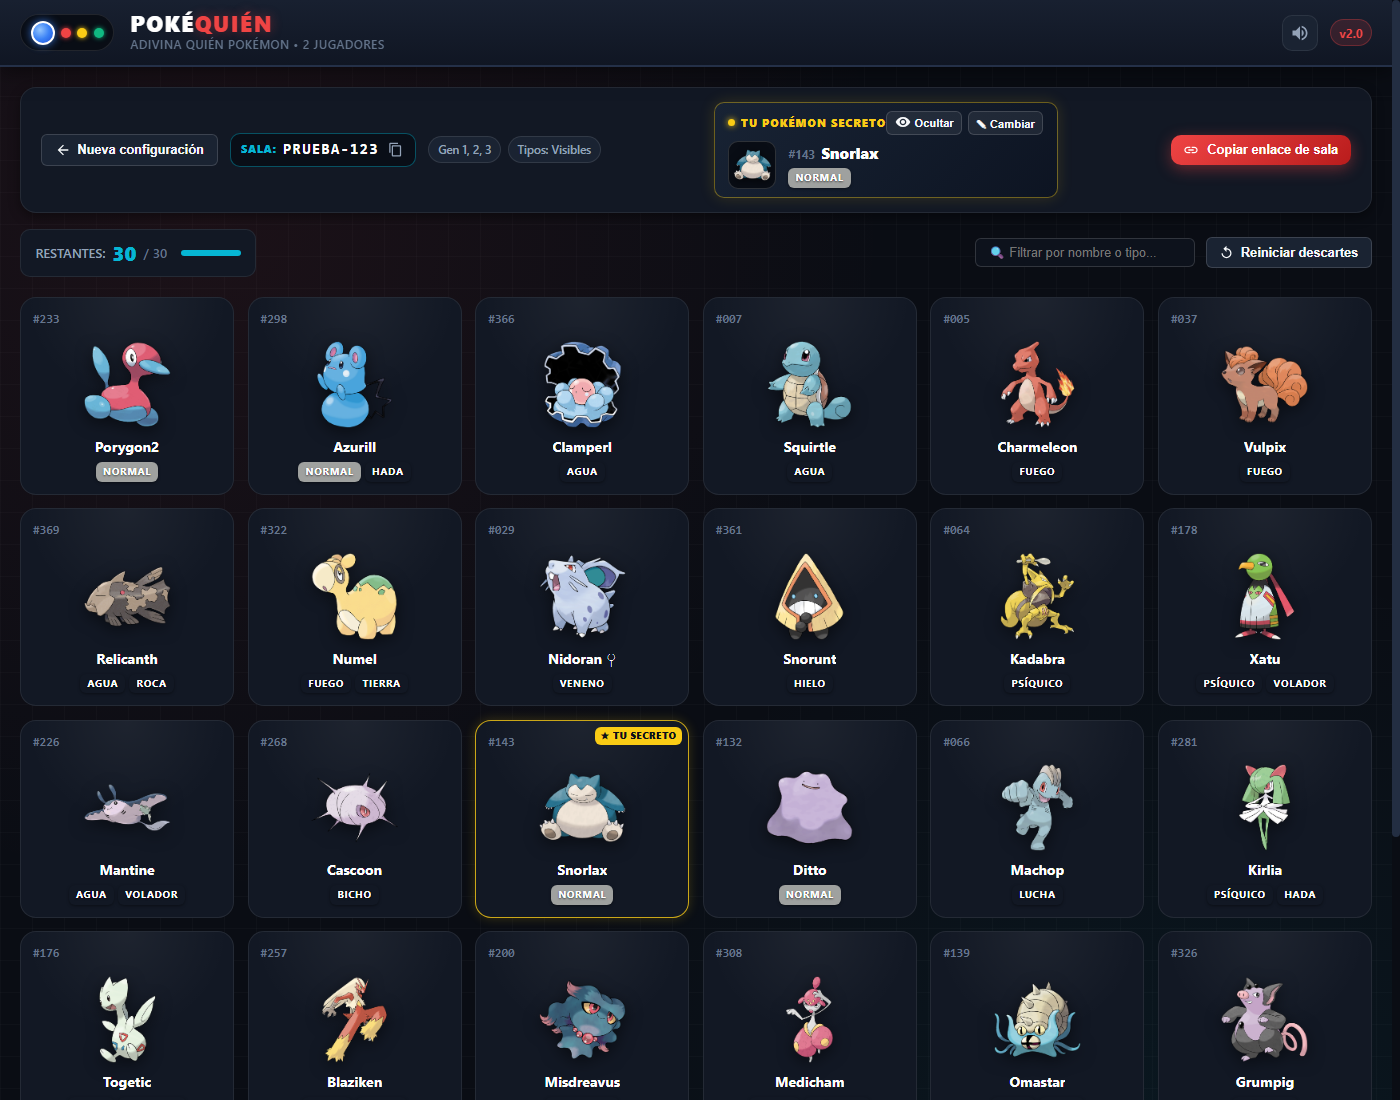 POKÉQUIÉN
ADIVINA QUIÉN POKÉMON • 2 JUGADORES
v2.0
← Nueva configuración
SALA: PRUEBA-123
Gen 1, 2, 3
Tipos: Visibles
TU POKÉMON SECRETO
Ocultar
Cambiar
#143 Snorlax
NORMAL
Copiar enlace de sala
RESTANTES: 30 / 30
Filtrar por nombre o tipo...
Reiniciar descartes
#233
Porygon2
NORMAL
#298
Azurill
NORMAL HADA
#366
Clamperl
AGUA
#007
Squirtle
AGUA
#005
Charmeleon
FUEGO
#037
Vulpix
FUEGO
#369
Relicanth
AGUA ROCA
#322
Numel
FUEGO TIERRA
#029
Nidoran ♀
VENENO
#361
Snorunt
HIELO
#064
Kadabra
PSÍQUICO
#178
Xatu
PSÍQUICO VOLADOR
#226
Mantine
AGUA VOLADOR
#268
Cascoon
BICHO
#143
★ TU SECRETO
Snorlax
NORMAL
#132
Ditto
NORMAL
#066
Machop
LUCHA
#281
Kirlia
PSÍQUICO HADA
#176
Togetic
#257
Blaziken
#200
Misdreavus
#308
Medicham
#139
Omastar
#326
Grumpig